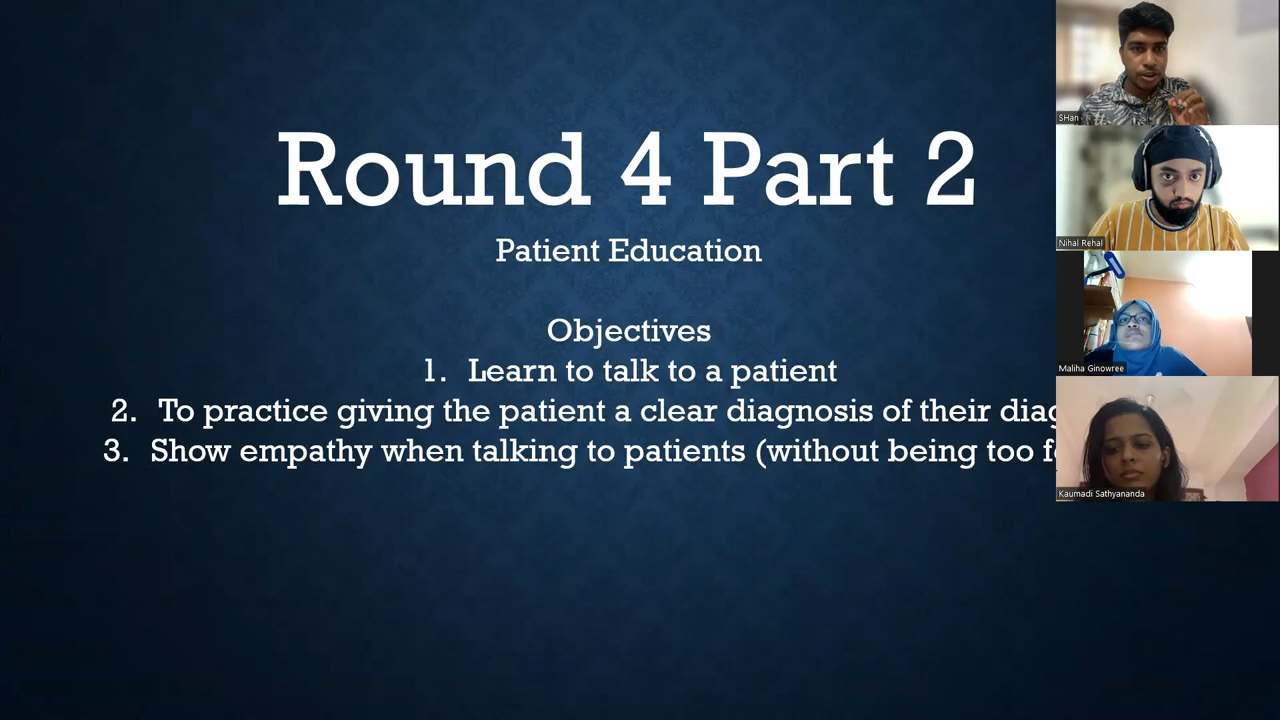 Round 4 Part 2
Patient Education
Objectives
1. Learn to talk to a patient
2. To practice giving the patient a clear diagnosis of their
3. Show empathy when talking to patients (without being too
SHan
Nihal Rehal
Maliha Ginowree
Kaumadi Sathyananda